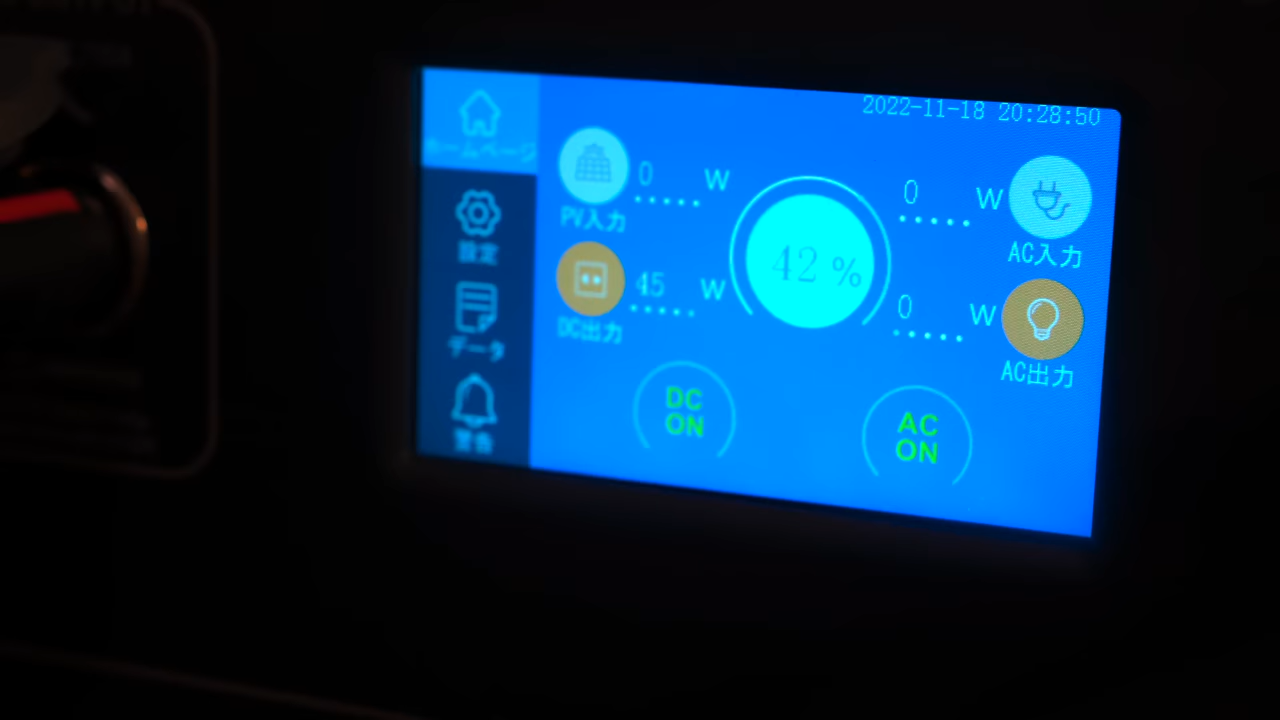 2022-11-18 20:28:50
ホームページ
設定
データ
警告
0 W
PV入力
45 W
DC出力
42 %
0 W
AC入力
0 W
AC出力
DC
ON
AC
ON